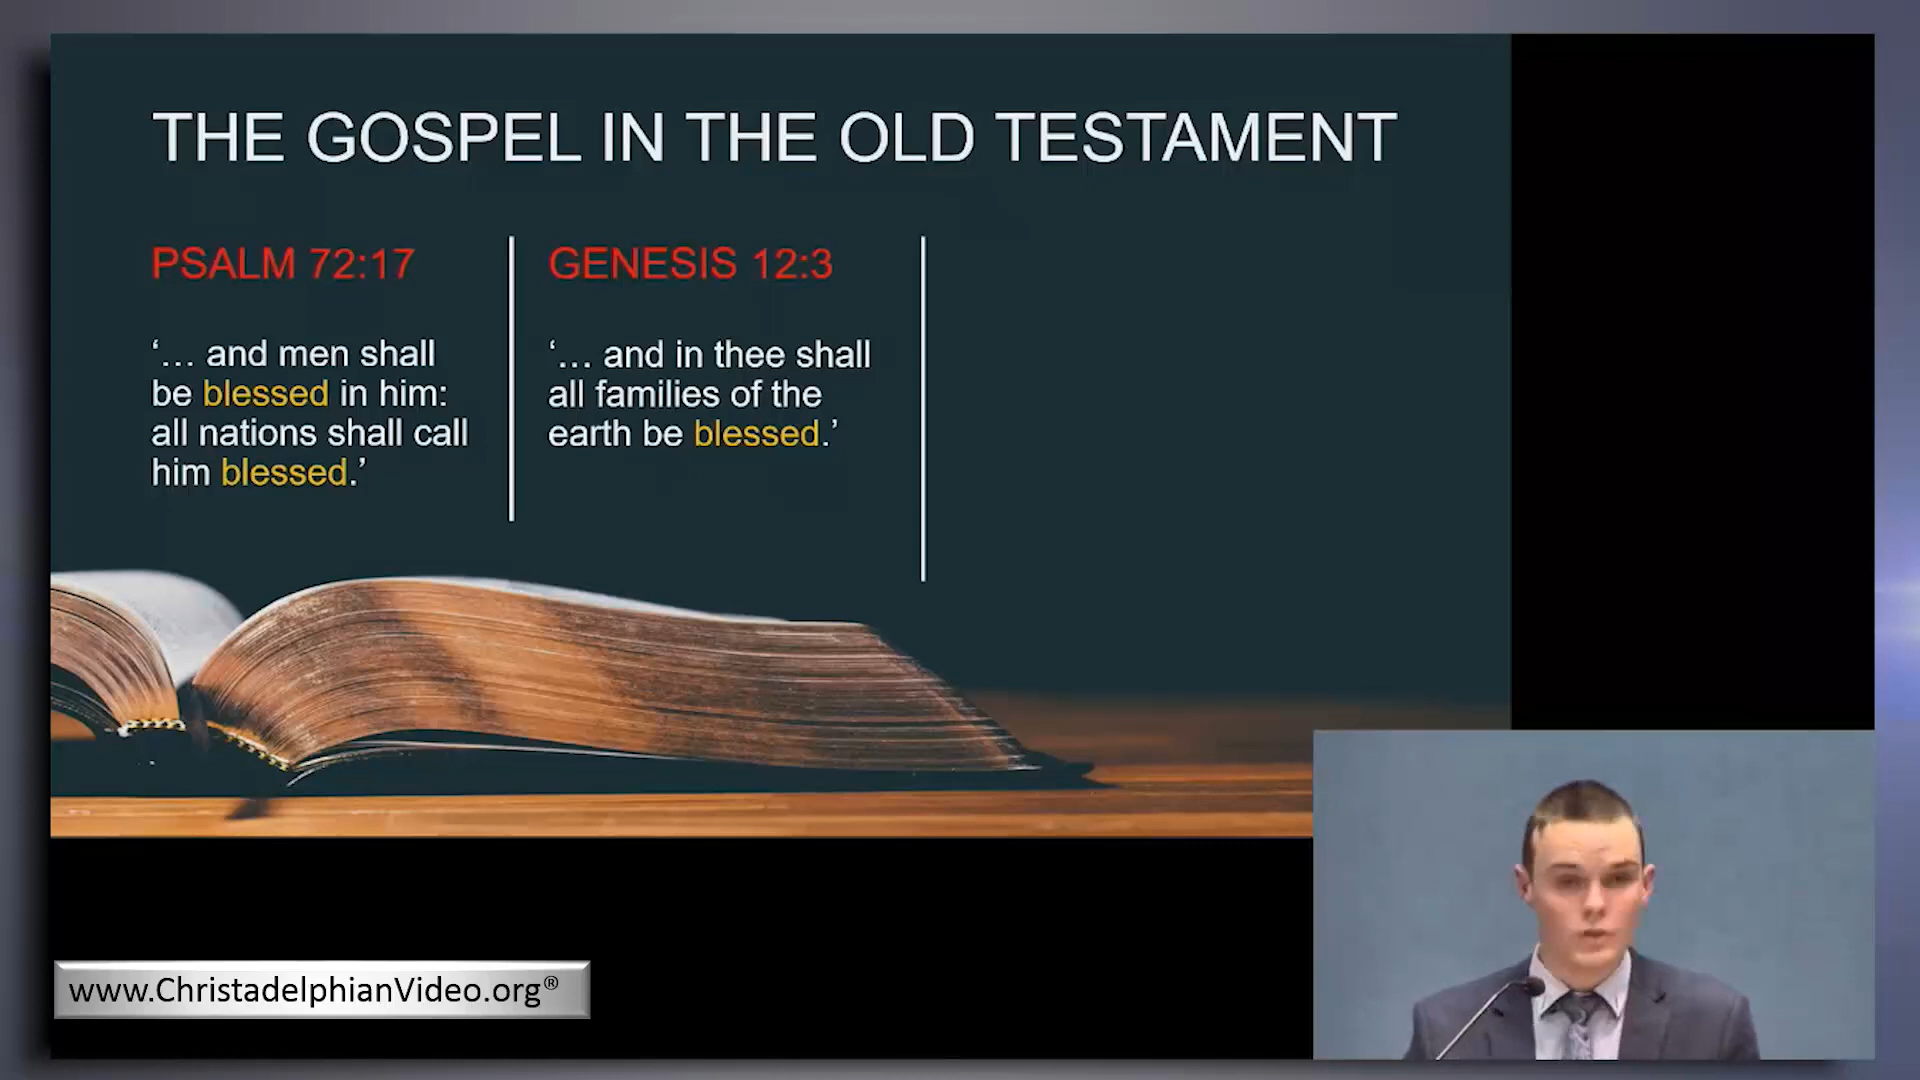 THE GOSPEL IN THE OLD TESTAMENT
PSALM 72:17
‘… and men shall
be blessed in him:
all nations shall call
him blessed.’
GENESIS 12:3
‘… and in thee shall
all families of the
earth be blessed.’
www.ChristadelphianVideo.org®